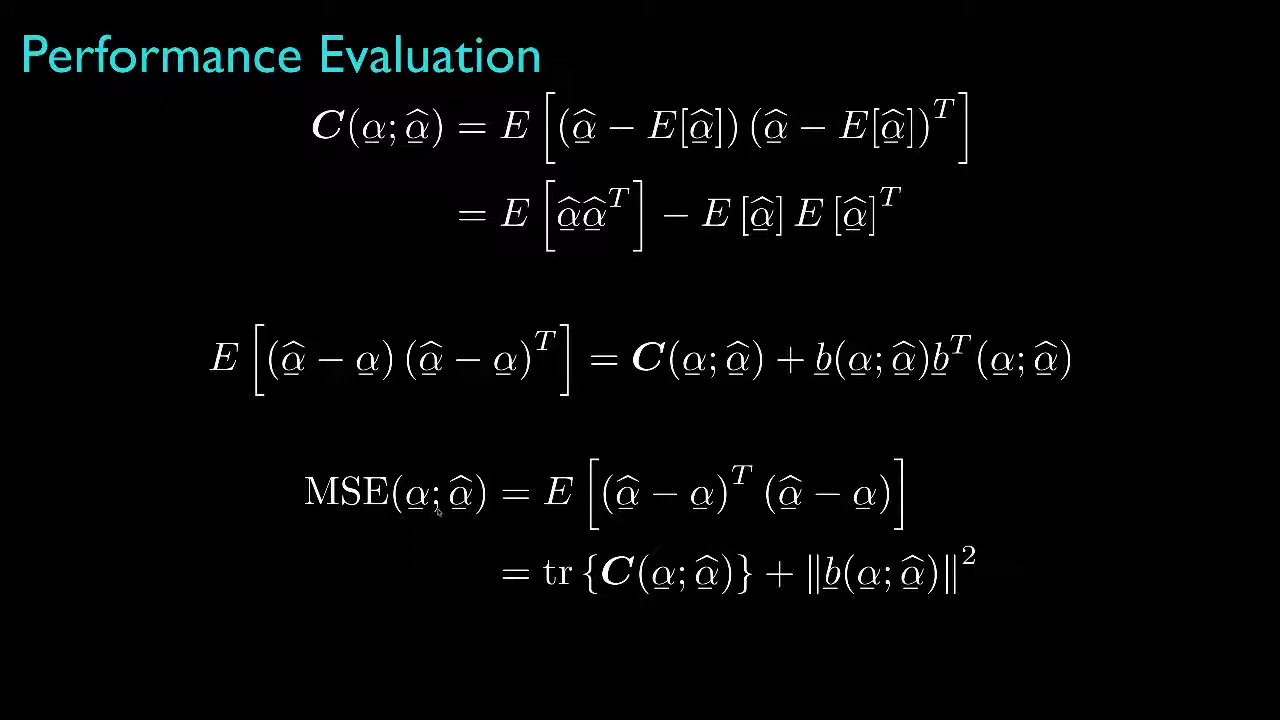 Performance Evaluation
C(α̲; α̲̂) = E[(α̲̂ − E[α̲̂]) (α̲̂ − E[α̲̂])^T]
= E[α̲̂α̲̂^T] − E[α̲̂] E[α̲̂]^T
E[(α̲̂ − α̲) (α̲̂ − α̲)^T] = C(α̲; α̲̂) + b̲(α̲; α̲̂)b̲^T(α̲; α̲̂)
MSE(α̲; α̲̂) = E[(α̲̂ − α̲)^T (α̲̂ − α̲)]
= tr {C(α̲; α̲̂)} + ‖b̲(α̲; α̲̂)‖^2